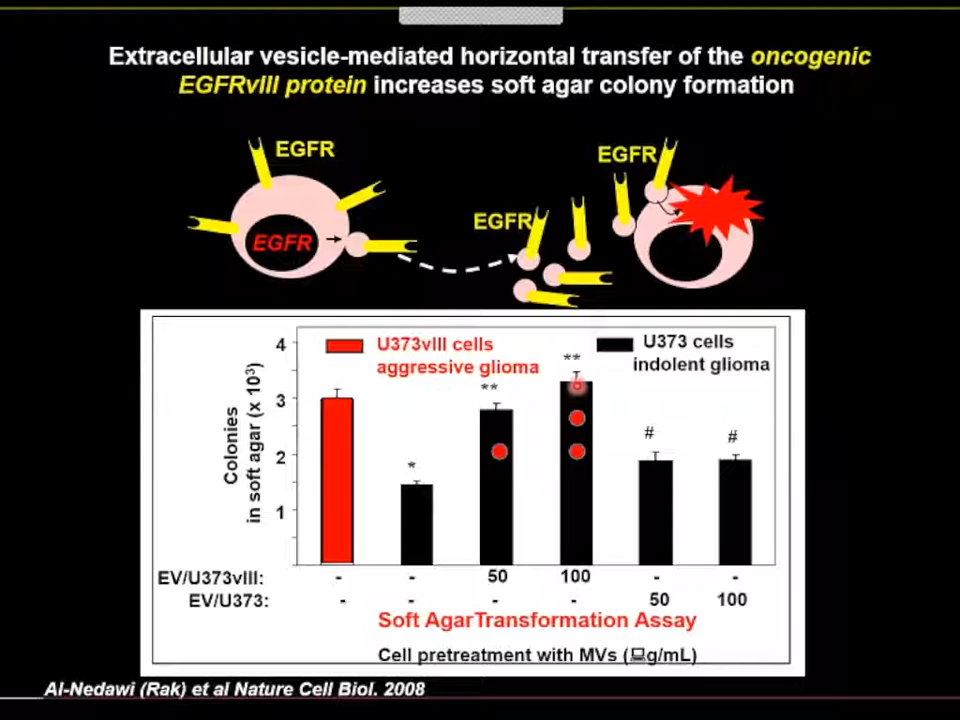 Extracellular vesicle-mediated horizontal transfer of the oncogenic
EGFRvIII protein increases soft agar colony formation
EGFR
EGFR
EGFR
EGFR
4
3
2
1
Colonies
in soft agar (x 10³)
U373vIII cells
aggressive glioma
U373 cells
indolent glioma
*
**
**
#
#
EV/U373vIII: - - 50 100 - -
EV/U373: - - - - 50 100
Soft AgarTransformation Assay
Cell pretreatment with MVs (g/mL)
Al-Nedawi (Rak) et al Nature Cell Biol. 2008